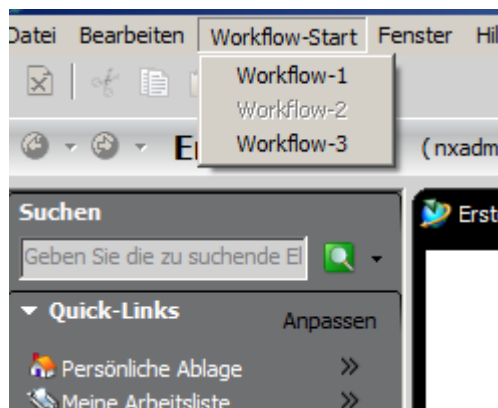 Datei Bearbeiten Workflow-Start Fenster
Workflow-1
Workflow-2
Workflow-3
(nxadm
Suchen
Geben Sie die zu suchende El
Erst
Quick-Links
Anpassen
Persönliche Ablage
Meine Arbeitsliste